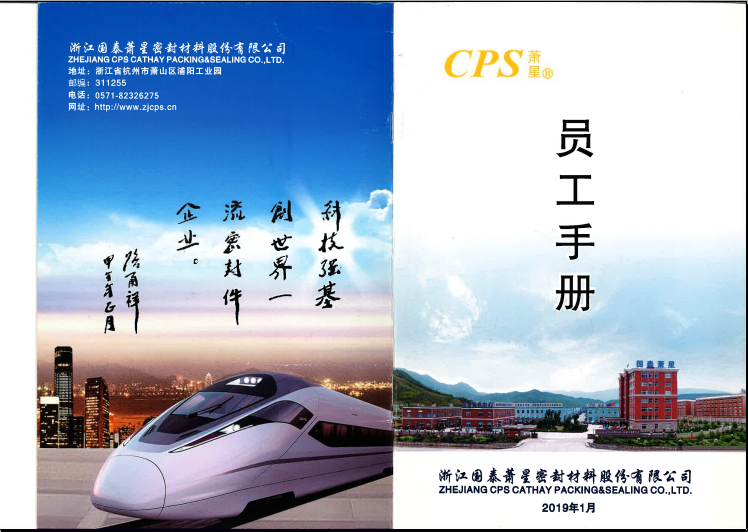 浙江国泰萧星密封材料股份有限公司
ZHEJIANG CPS CATHAY PACKING&SEALING CO.,LTD.
地址：浙江省杭州市萧山区浦阳工业园
邮编：311255
电话：0571-82326275
网址：http://www.zjcps.cn
科技强基
創世界一
流密封件
企业。
甲午年正月
CPS 萧星®
员工手册
国泰萧星
浙江国泰萧星密封材料股份有限公司
ZHEJIANG CPS CATHAY PACKING&SEALING CO.,LTD.
2019年1月